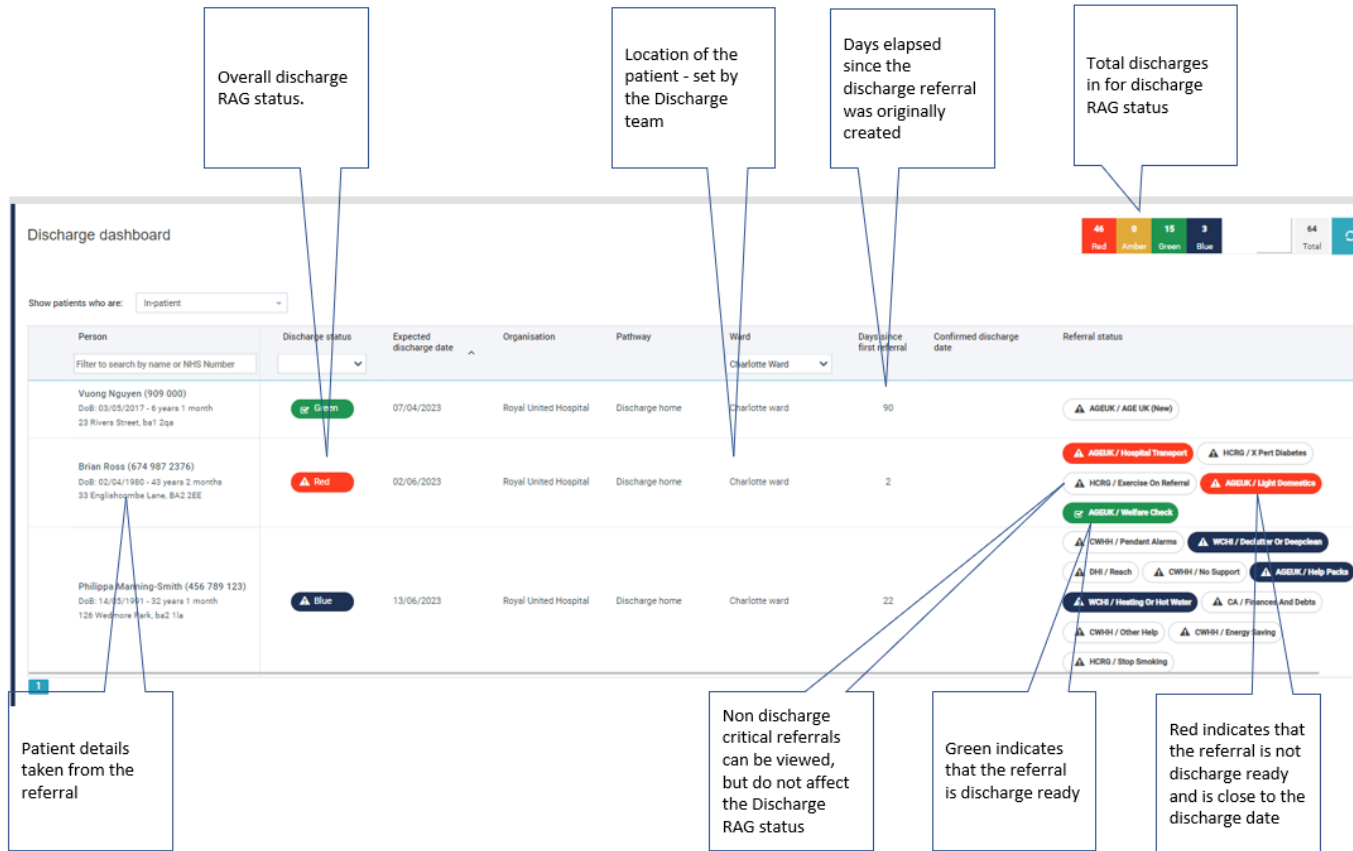 Overall discharge
RAG status.
Location of the
patient - set by
the Discharge
team
Days elapsed
since the
discharge referral
was originally
created
Total discharges
in for discharge
RAG status
Discharge dashboard
46 0 15 3 64
Red Amber Green Blue Total
Show patients who are: In-patient
Person Discharge status Expected discharge date Organisation Pathway Ward Days since first referral Confirmed discharge date Referral status
Filter to search by name or NHS Number Charlotte Ward
Vuong Nguyen (909 000)
DoB: 03/05/2017 - 6 years 1 month
23 Rivers Street, ba1 2qa
Green 07/04/2023 Royal United Hospital Discharge home Charlotte ward 90
AGEUK / AGE UK (New)
Brian Ross (674 987 2376)
DoB: 02/04/1980 - 43 years 2 months
33 Englishcombe Lane, BA2 2EE
Red 02/06/2023 Royal United Hospital Discharge home Charlotte ward 2
AGEUK / Hospital Transport HCRG / X Pert Diabetes
HCRG / Exercise On Referral AGEUK / Light Domestics
AGEUK / Welfare Check
Philippa Manning-Smith (456 789 123)
DoB: 14/05/1991 - 32 years 1 month
126 Wedmore Park, ba2 1la
Blue 13/06/2023 Royal United Hospital Discharge home Charlotte ward 22
CWHH / Pendant Alarms WCHI / Declutter Or Deepclean
DHI / Reach CWHH / No Support AGEUK / Help Packs
WCHI / Heating Or Hot Water CA / Finances And Debts
CWHH / Other Help CWHH / Energy Saving
HCRG / Stop Smoking
1
Patient details
taken from the
referral
Non discharge
critical referrals
can be viewed,
but do not affect
the Discharge
RAG status
Green indicates
that the referral
is discharge ready
Red indicates that
the referral is not
discharge ready
and is close to the
discharge date